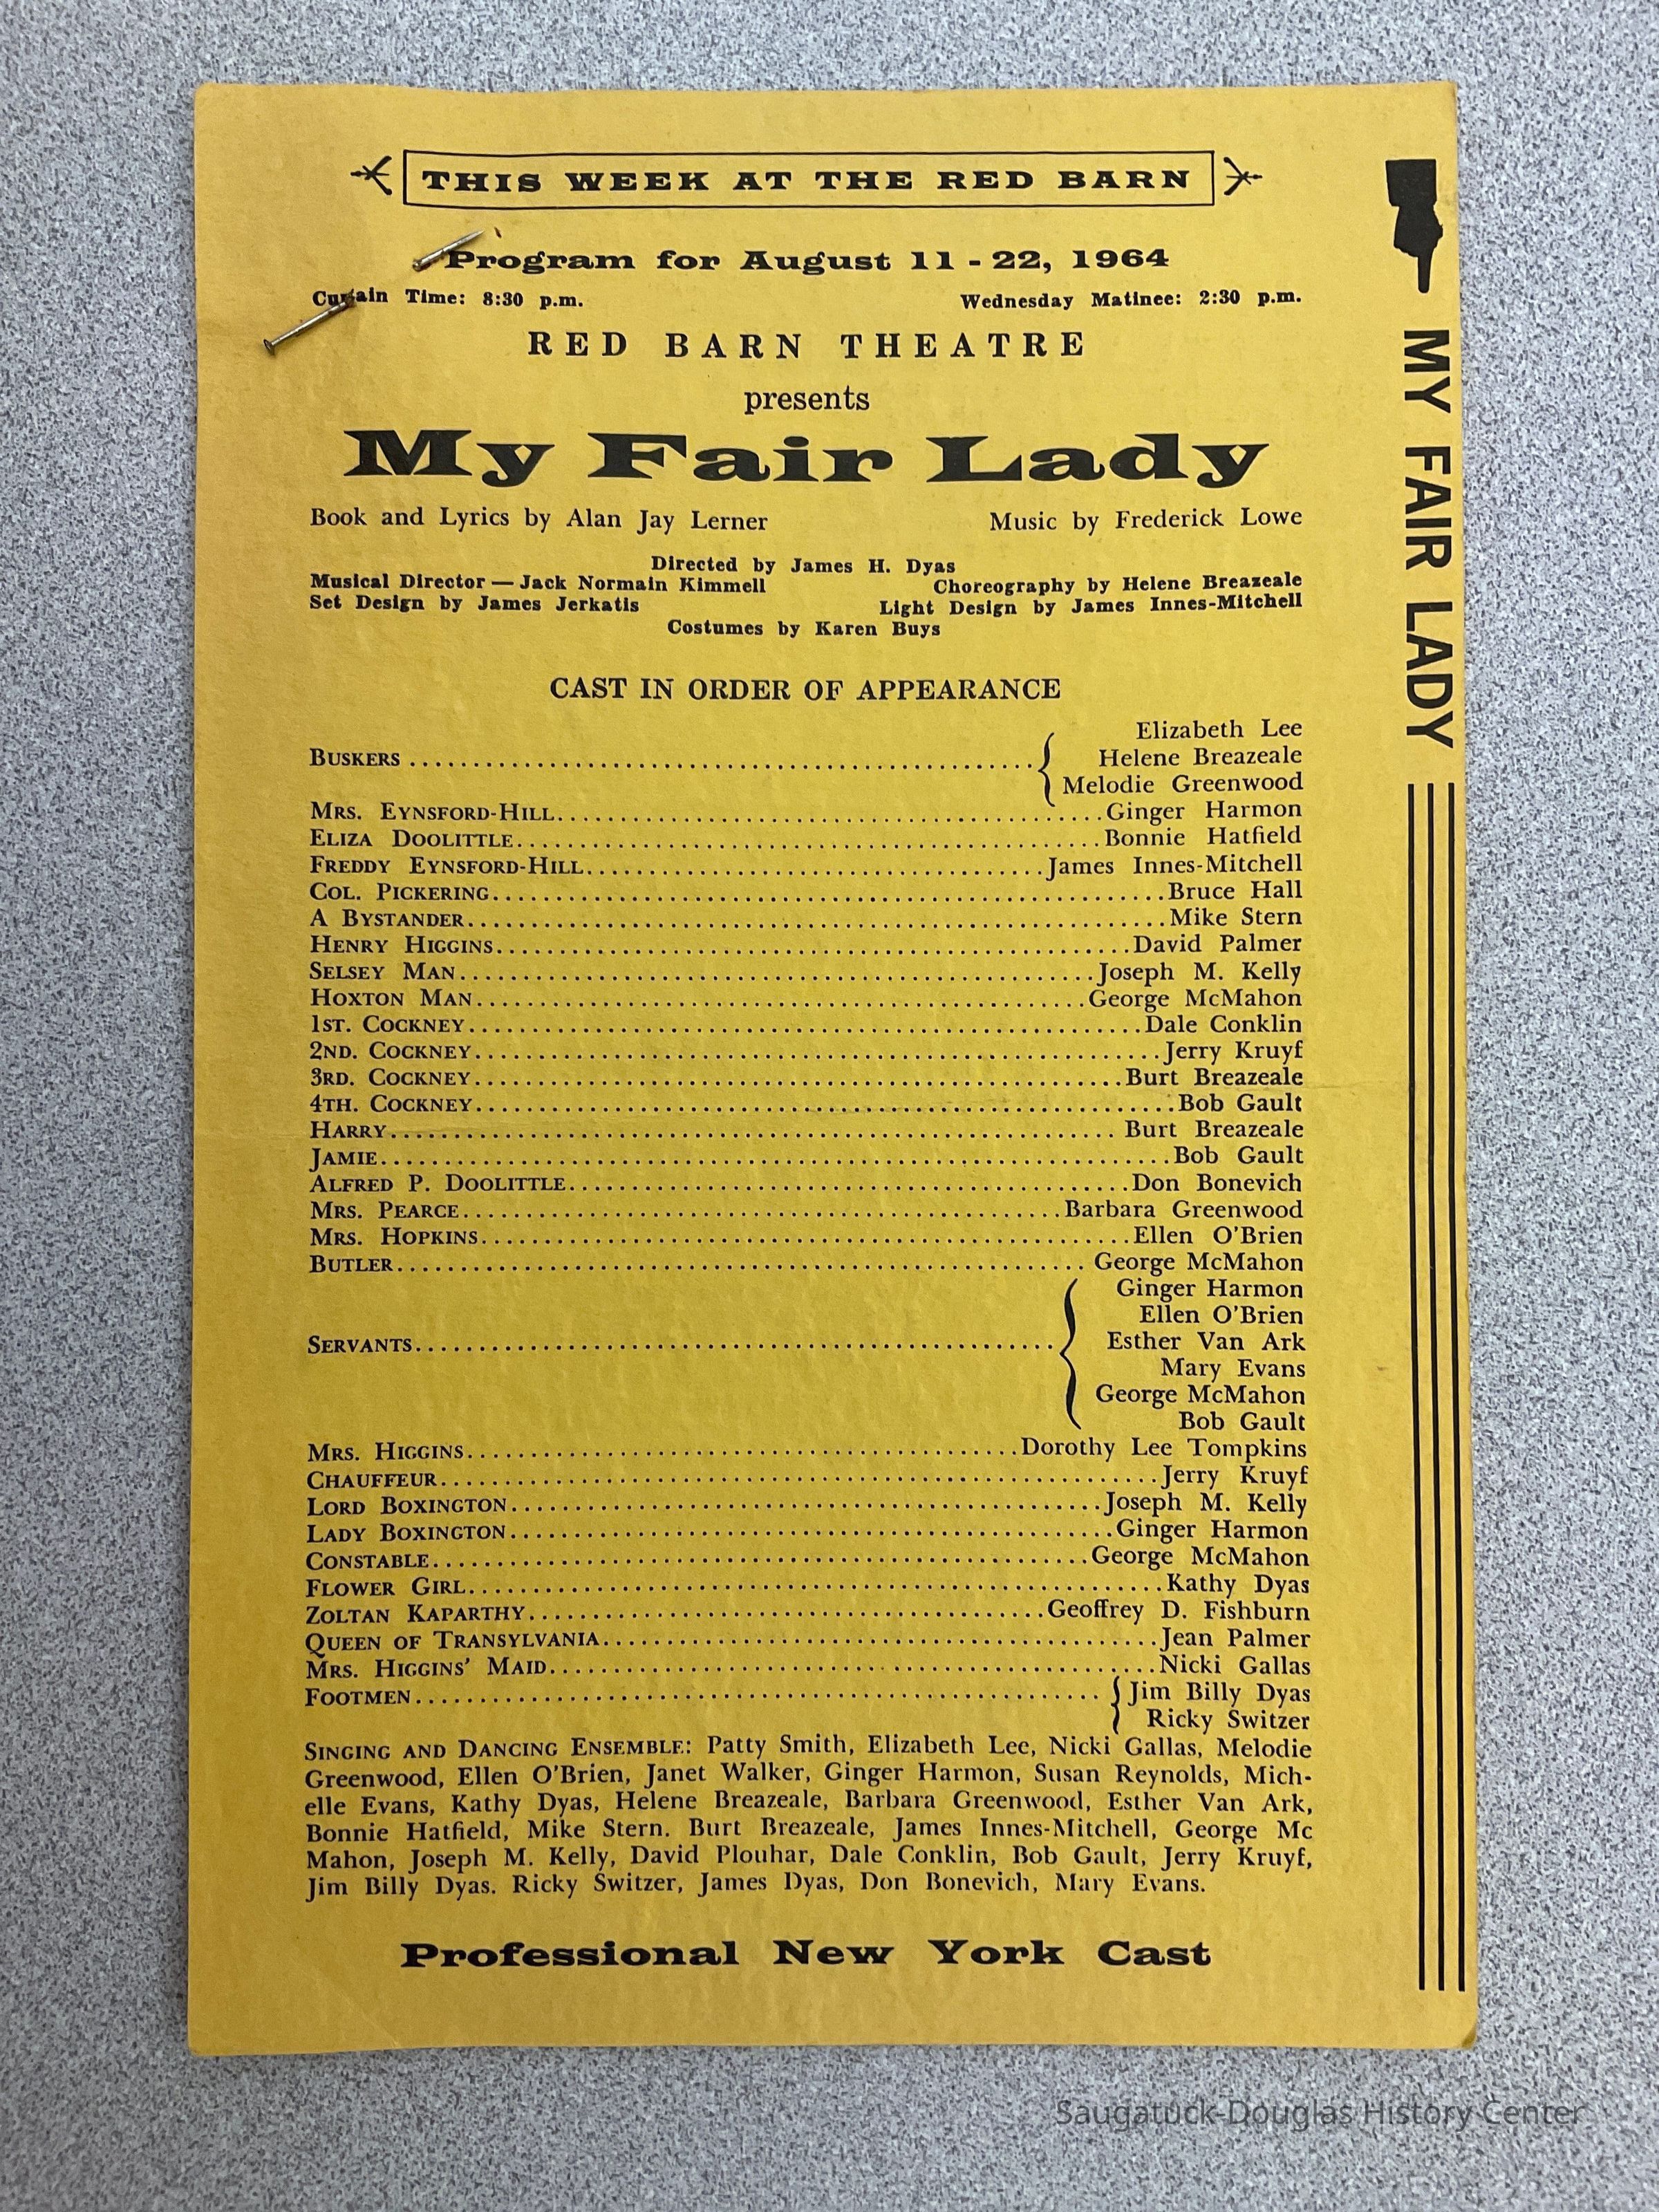 THIS WEEK AT THE RED BARN
Program for August 11 - 22, 1964
Curtain Time: 8:30 p.m. Wednesday Matinee: 2:30 p.m.
RED BARN THEATRE
presents
My Fair Lady
Book and Lyrics by Alan Jay Lerner Music by Frederick Lowe
Directed by James H. Dyas
Musical Director — Jack Normain Kimmell Choreography by Helene Breazeale
Set Design by James Jerkatis Light Design by James Innes-Mitchell
Costumes by Karen Buys
CAST IN ORDER OF APPEARANCE
Elizabeth Lee
BUSKERS Helene Breazeale
Melodie Greenwood
MRS. EYNSFORD-HILL Ginger Harmon
ELIZA DOOLITTLE Bonnie Hatfield
FREDDY EYNSFORD-HILL James Innes-Mitchell
COL. PICKERING Bruce Hall
A BYSTANDER Mike Stern
HENRY HIGGINS David Palmer
SELSEY MAN Joseph M. Kelly
HOXTON MAN George McMahon
1ST. COCKNEY Dale Conklin
2ND. COCKNEY Jerry Kruyf
3RD. COCKNEY Burt Breazeale
4TH. COCKNEY Bob Gault
HARRY Burt Breazeale
JAMIE Bob Gault
ALFRED P. DOOLITTLE Don Bonevich
MRS. PEARCE Barbara Greenwood
MRS. HOPKINS Ellen O'Brien
BUTLER George McMahon
Ginger Harmon
Ellen O'Brien
SERVANTS Esther Van Ark
Mary Evans
George McMahon
Bob Gault
MRS. HIGGINS Dorothy Lee Tompkins
CHAUFFEUR Jerry Kruyf
LORD BOXINGTON Joseph M. Kelly
LADY BOXINGTON Ginger Harmon
CONSTABLE George McMahon
FLOWER GIRL Kathy Dyas
ZOLTAN KAPARTHY Geoffrey D. Fishburn
QUEEN OF TRANSYLVANIA Jean Palmer
MRS. HIGGINS' MAID Nicki Gallas
FOOTMEN Jim Billy Dyas
Ricky Switzer
SINGING AND DANCING ENSEMBLE: Patty Smith, Elizabeth Lee, Nicki Gallas, Melodie
Greenwood, Ellen O'Brien, Janet Walker, Ginger Harmon, Susan Reynolds, Mich-
elle Evans, Kathy Dyas, Helene Breazeale, Barbara Greenwood, Esther Van Ark,
Bonnie Hatfield, Mike Stern. Burt Breazeale, James Innes-Mitchell, George Mc
Mahon, Joseph M. Kelly, David Plouhar, Dale Conklin, Bob Gault, Jerry Kruyf,
Jim Billy Dyas. Ricky Switzer, James Dyas, Don Bonevich, Mary Evans.
Professional New York Cast
MY FAIR LADY
Saugatuck-Douglas History Center